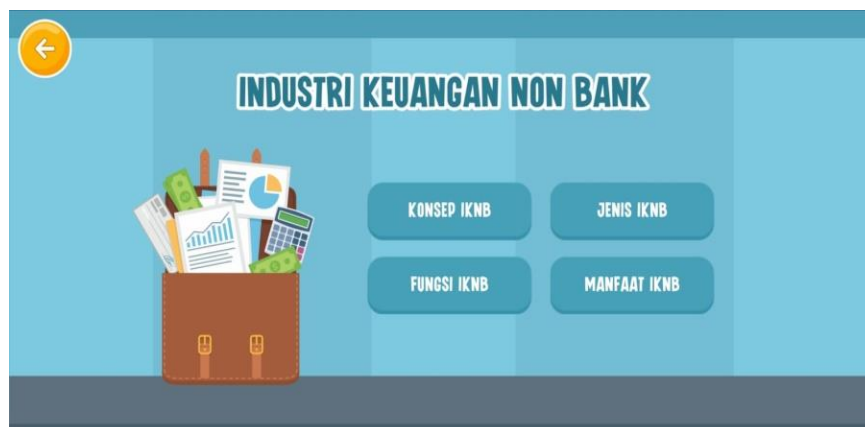 INDUSTRI KEUANGAN NON BANK
KONSEP IKNB
JENIS IKNB
FUNGSI IKNB
MANFAAT IKNB